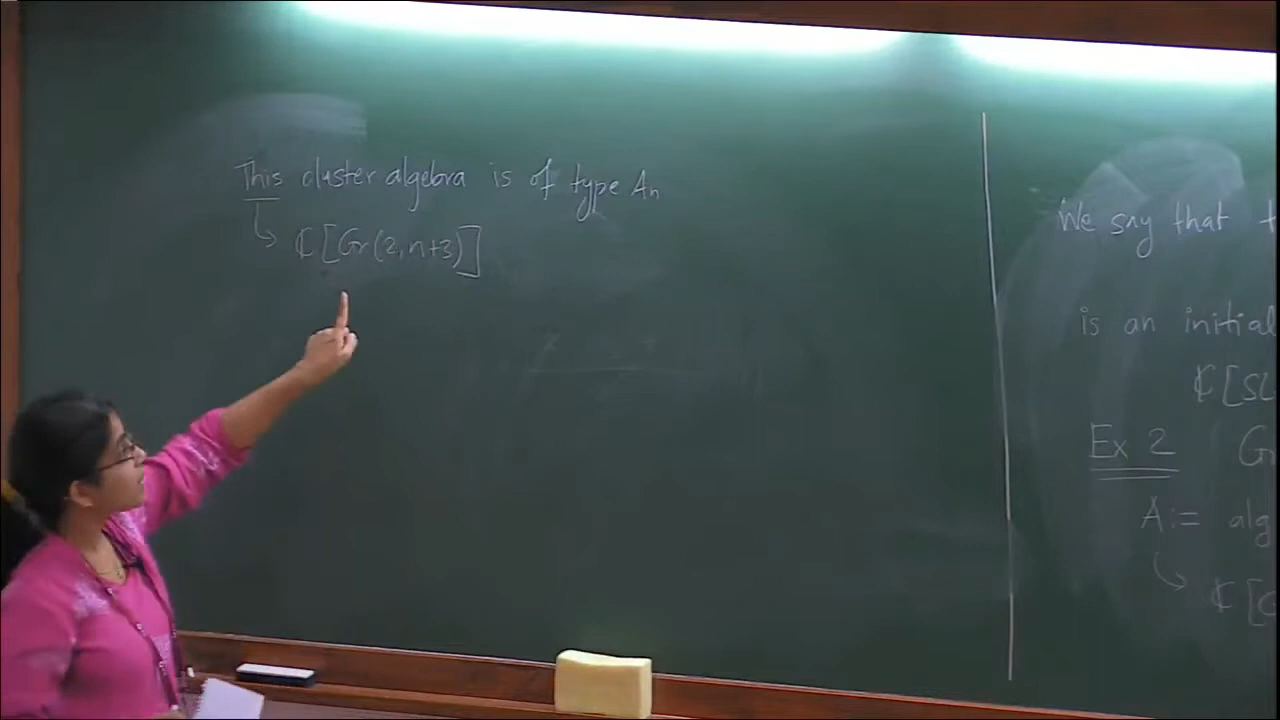 This cluster algebra is of type Aₙ
↳ ℂ[Gr(2,n+3)]
We say that
is an initial
ℂ[SL
Ex 2 G
A := alg
↳ ℂ[